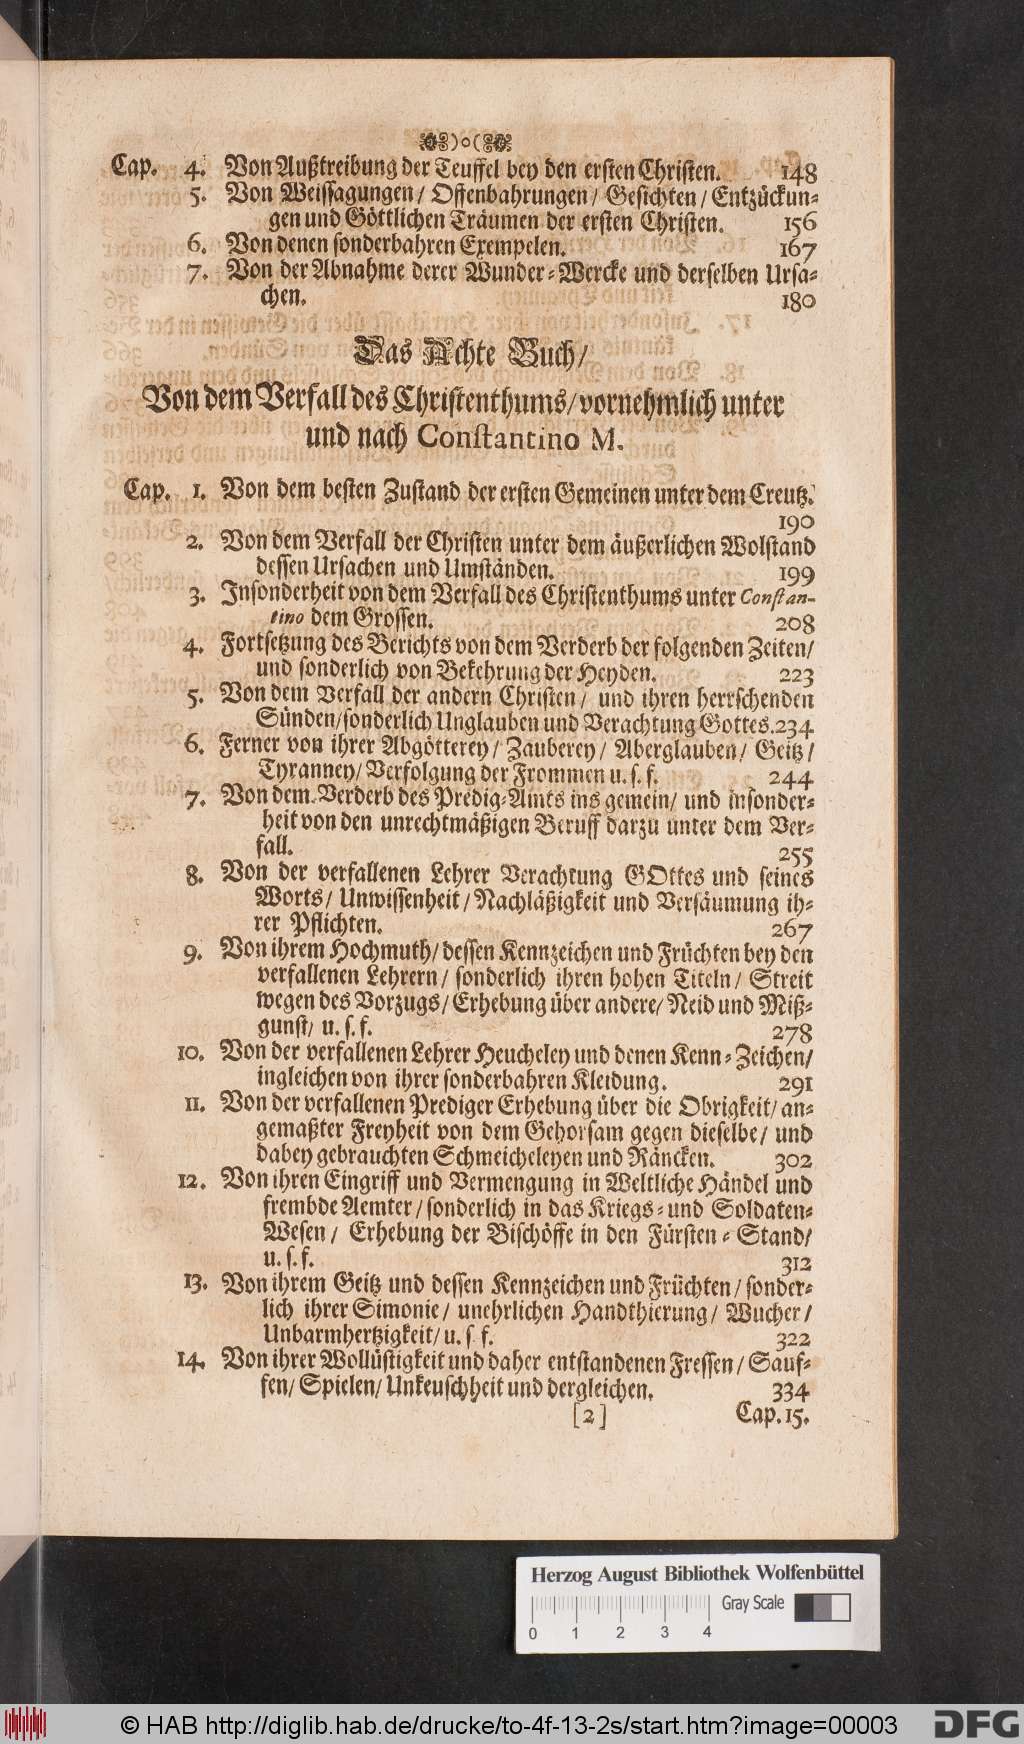 )o(
Cap. 4. Von Außtreibung der Teuffel bey den ersten Christen. 148
5. Von Weissagungen/ Offenbahrungen/ Gesichten/ Entzückun-
gen und Göttlichen Träumen der ersten Christen. 156
6. Von denen sonderbahren Exempelen. 167
7. Von der Abnahme derer Wunder-Wercke und derselben Ursa-
chen. 180
Das Achte Buch/
Von dem Verfall des Christenthums/vornehmlich unter
und nach Constantino M.
Cap. 1. Von dem besten Zustand der ersten Gemeinen unter dem Creutz.
190
2. Von dem Verfall der Christen unter dem äußerlichen Wolstand
dessen Ursachen und Umständen. 199
3. Insonderheit von dem Verfall des Christenthums unter Constan-
tino dem Grossen. 208
4. Fortsetzung des Berichts von dem Verderb der folgenden Zeiten/
und sonderlich von Bekehrung der Heyden. 223
5. Von dem Verfall der andern Christen/ und ihren herrschenden
Sünden/sonderlich Unglauben und Verachtung Gottes. 234
6. Ferner von ihrer Abgötterey/ Zauberey/ Aberglauben/ Geitz/
Tyranney/ Verfolgung der Frommen u. s. f. 244
7. Von dem Verderb des Predig-Amts ins gemein/ und insonder-
heit von den unrechtmäßigen Beruff darzu unter dem Ver-
fall. 255
8. Von der verfallenen Lehrer Verachtung GOttes und seines
Worts/ Unwissenheit/ Nachläßigkeit und Versäumung ih-
rer Pflichten. 267
9. Von ihrem Hochmuth/ dessen Kennzeichen und Früchten bey den
verfallenen Lehrern/ sonderlich ihren hohen Titeln/ Streit
wegen des Vorzugs/ Erhebung über andere/ Neid und Miß-
gunst/ u. s. f. 278
10. Von der verfallenen Lehrer Heucheley und denen Kenn-Zeichen/
ingleichen von ihrer sonderbahren Kleidung. 291
11. Von der verfallenen Prediger Erhebung über die Obrigkeit/ an-
gemaßter Freyheit von dem Gehorsam gegen dieselbe/ und
dabey gebrauchten Schmeicheleyen und Räncken. 302
12. Von ihren Eingriff und Vermengung in Weltliche Händel und
frembde Aemter/ sonderlich in das Kriegs- und Soldaten-
Wesen/ Erhebung der Bischöffe in den Fürsten-Stand/
u. s. f. 312
13. Von ihrem Geitz und dessen Kennzeichen und Früchten/ sonder-
lich ihrer Simonie/ unehrlichen Handthierung/ Wucher/
Unbarmhertzigkeit/ u. s f. 322
14. Von ihrer Wollüstigkeit und daher entstandenen Fressen/ Sauf-
fen/ Spielen/ Unkeuschheit und dergleichen. 334
[2] Cap. 15.
Herzog August Bibliothek Wolfenbüttel
Gray Scale
0 1 2 3 4
© HAB http://diglib.hab.de/drucke/to-4f-13-2s/start.htm?image=00003 DFG